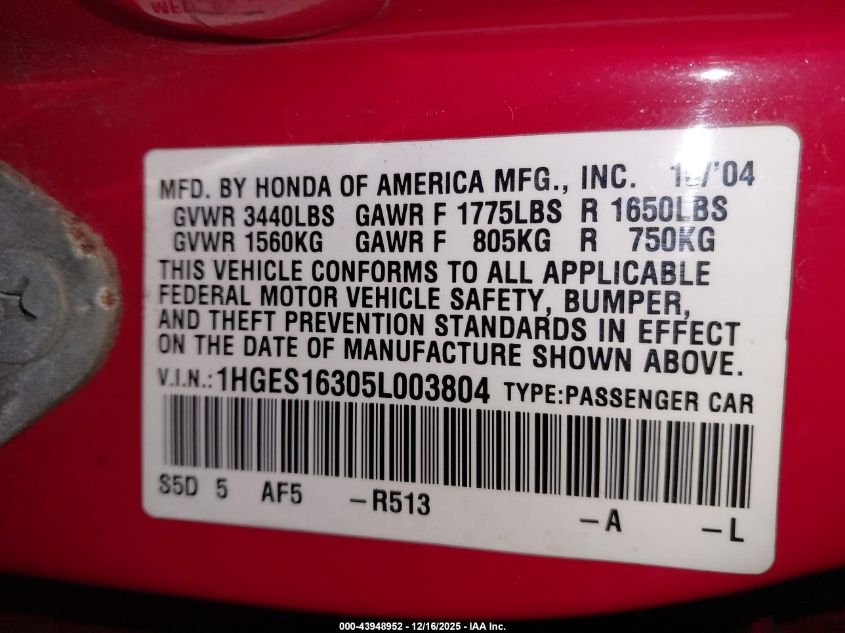 MFD. BY HONDA OF AMERICA MFG., INC.
GVWR 3440LBS GAWR F 1775LBS R 1650LBS
GVWR 1560KG GAWR F 805KG R 750KG
THIS VEHICLE CONFORMS TO ALL APPLICABLE
FEDERAL MOTOR VEHICLE SAFETY, BUMPER,
AND THEFT PREVENTION STANDARDS IN EFFECT
ON THE DATE OF MANUFACTURE SHOWN ABOVE.
V.I.N.: 1HGES16305L003804 TYPE:PASSENGER CAR
S5D 5 AF5 -R513 -A -L
000-43948952 - 12/16/2025 - IAA Inc.